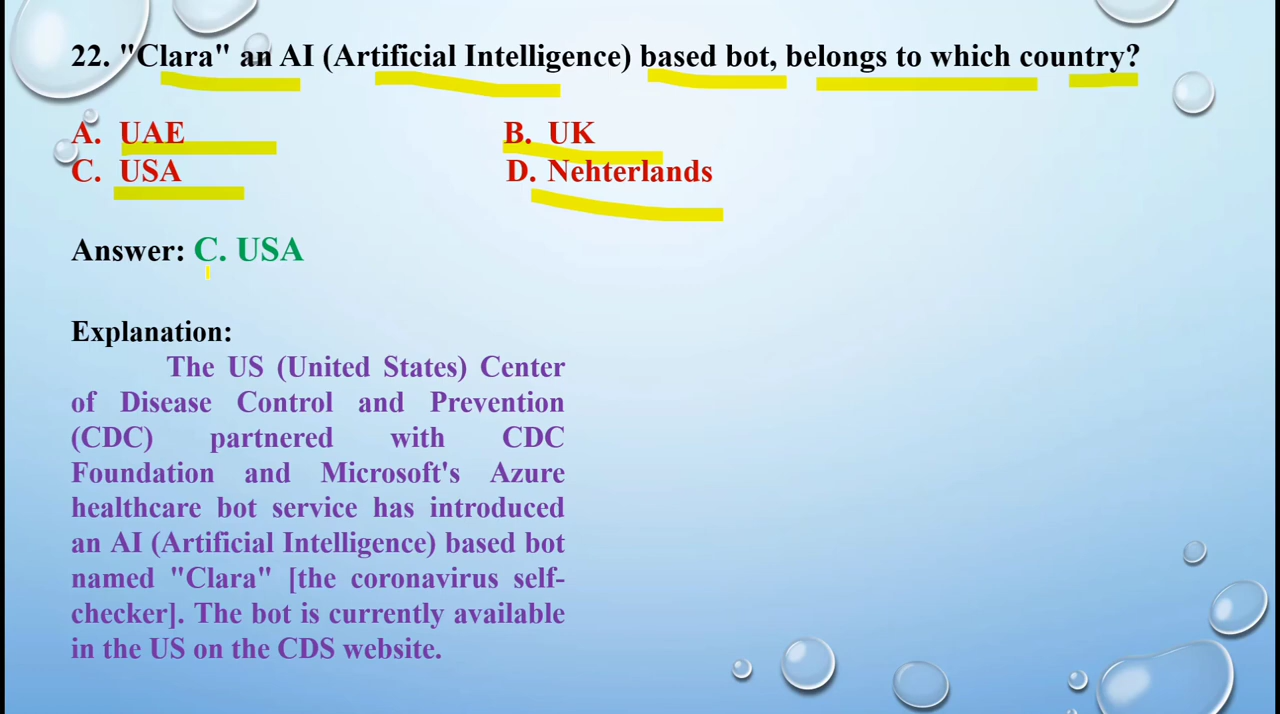 22. "Clara" an AI (Artificial Intelligence) based bot, belongs to which country?
A. UAE B. UK
C. USA D. Nehterlands
Answer: C. USA
Explanation:
The US (United States) Center
of Disease Control and Prevention
(CDC) partnered with CDC
Foundation and Microsoft's Azure
healthcare bot service has introduced
an AI (Artificial Intelligence) based bot
named "Clara" [the coronavirus self-
checker]. The bot is currently available
in the US on the CDS website.